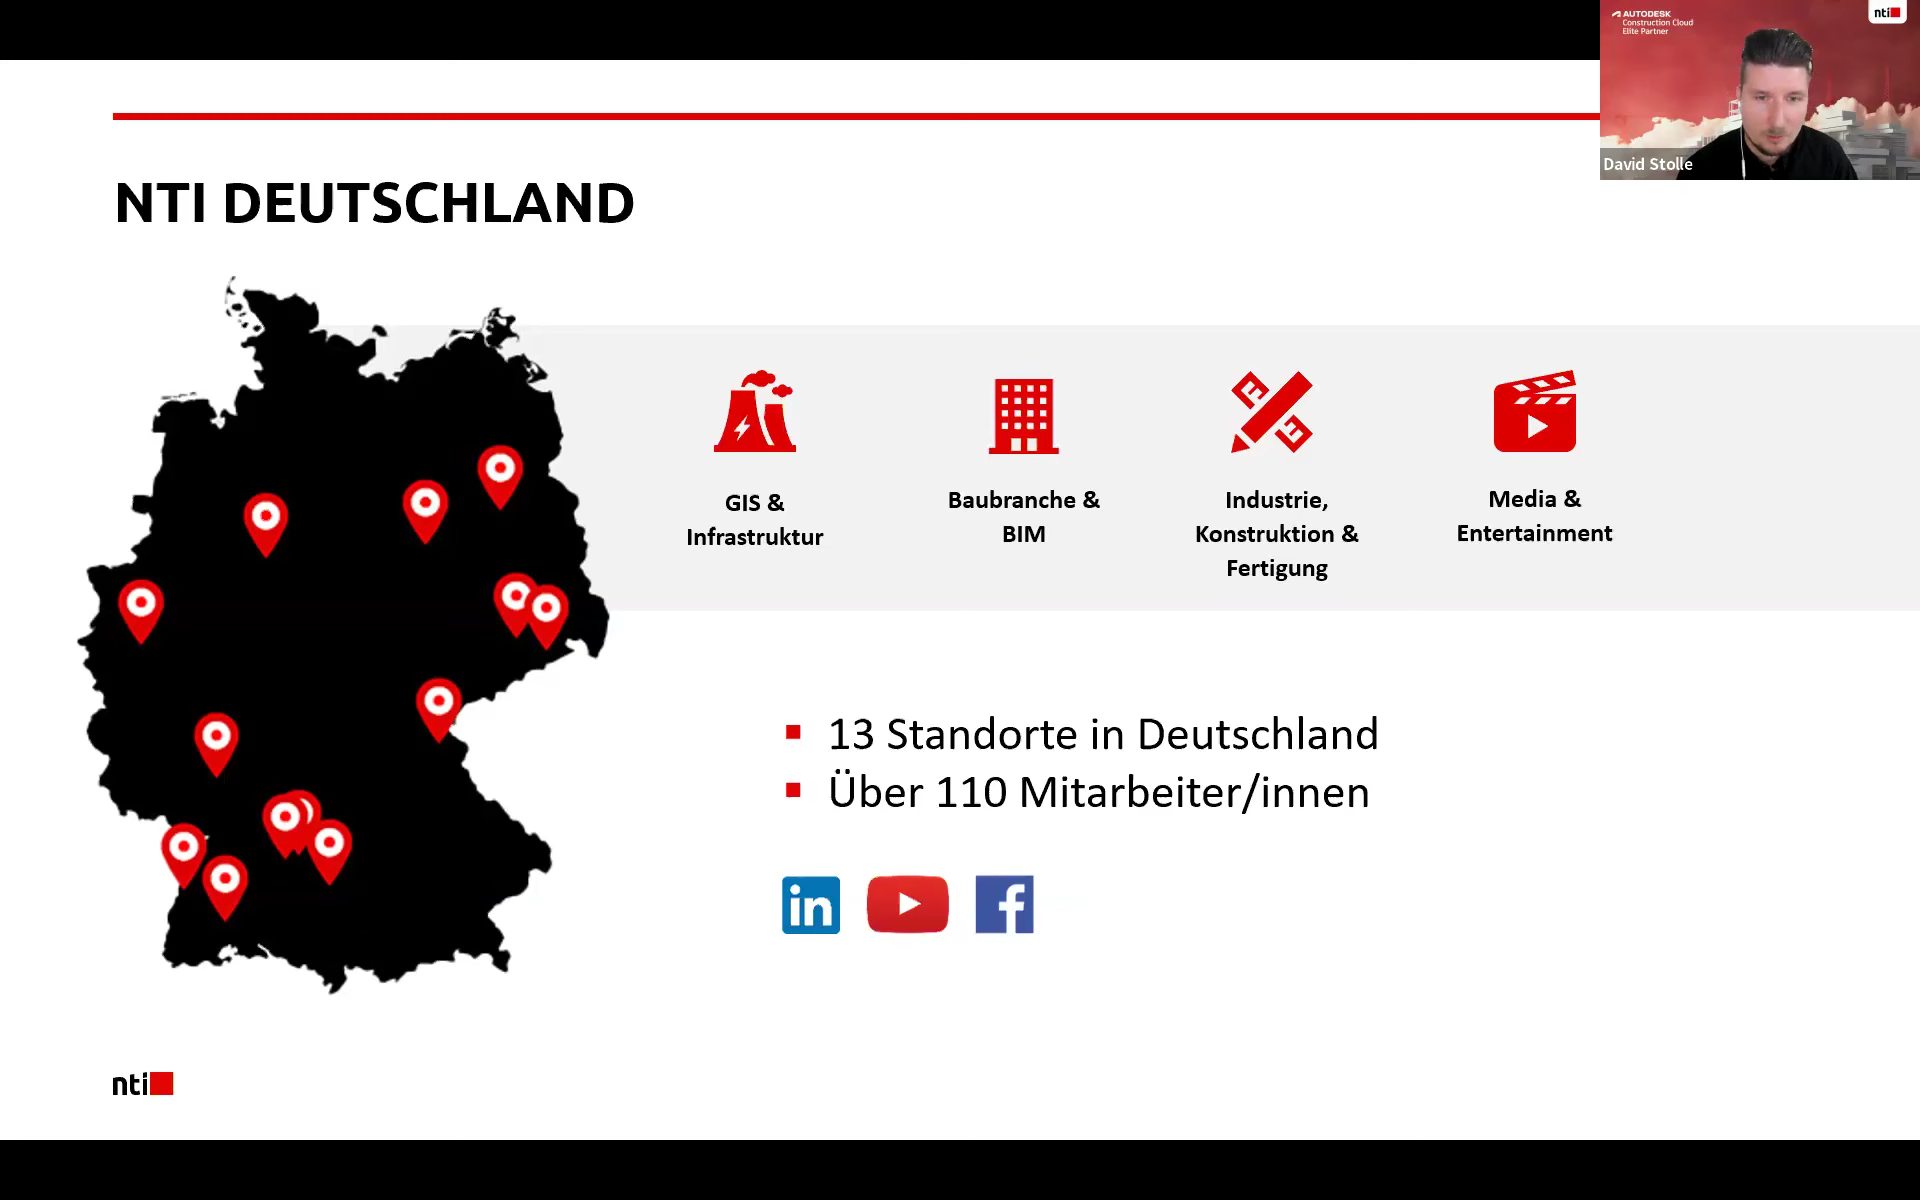 AUTODESK
Construction Cloud
Elite Partner
nti
David Stolle
NTI DEUTSCHLAND
GIS &
Infrastruktur
Baubranche &
BIM
Industrie,
Konstruktion &
Fertigung
Media &
Entertainment
13 Standorte in Deutschland
Über 110 Mitarbeiter/innen
in
f
nti